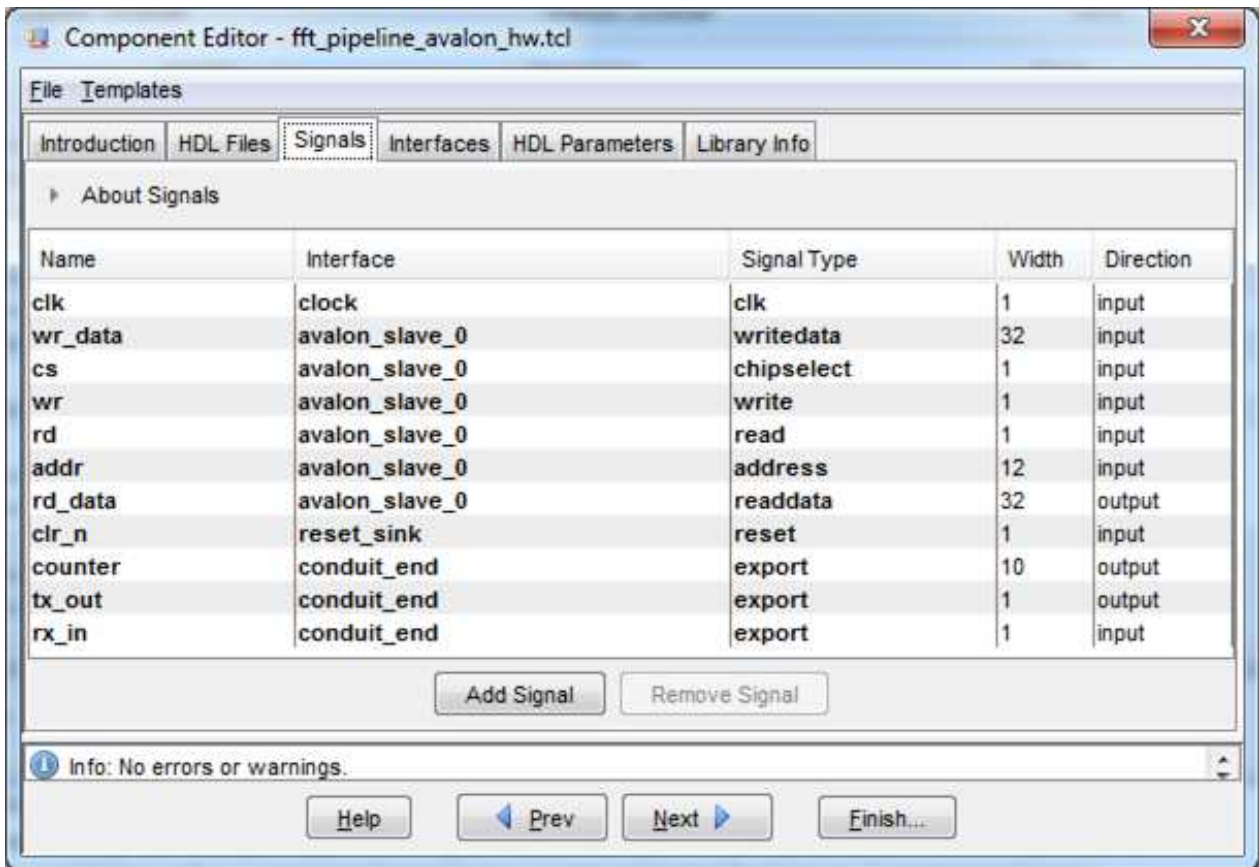 Component Editor - fft_pipeline_avalon_hw.tcl
File Templates
Introduction HDL Files Signals Interfaces HDL Parameters Library Info
About Signals
Name Interface Signal Type Width Direction
clk clock clk 1 input
wr_data avalon_slave_0 writedata 32 input
cs avalon_slave_0 chipselect 1 input
wr avalon_slave_0 write 1 input
rd avalon_slave_0 read 1 input
addr avalon_slave_0 address 12 input
rd_data avalon_slave_0 readdata 32 output
clr_n reset_sink reset 1 input
counter conduit_end export 10 output
tx_out conduit_end export 1 output
rx_in conduit_end export 1 input
Add Signal Remove Signal
Info: No errors or warnings.
Help Prev Next Finish...